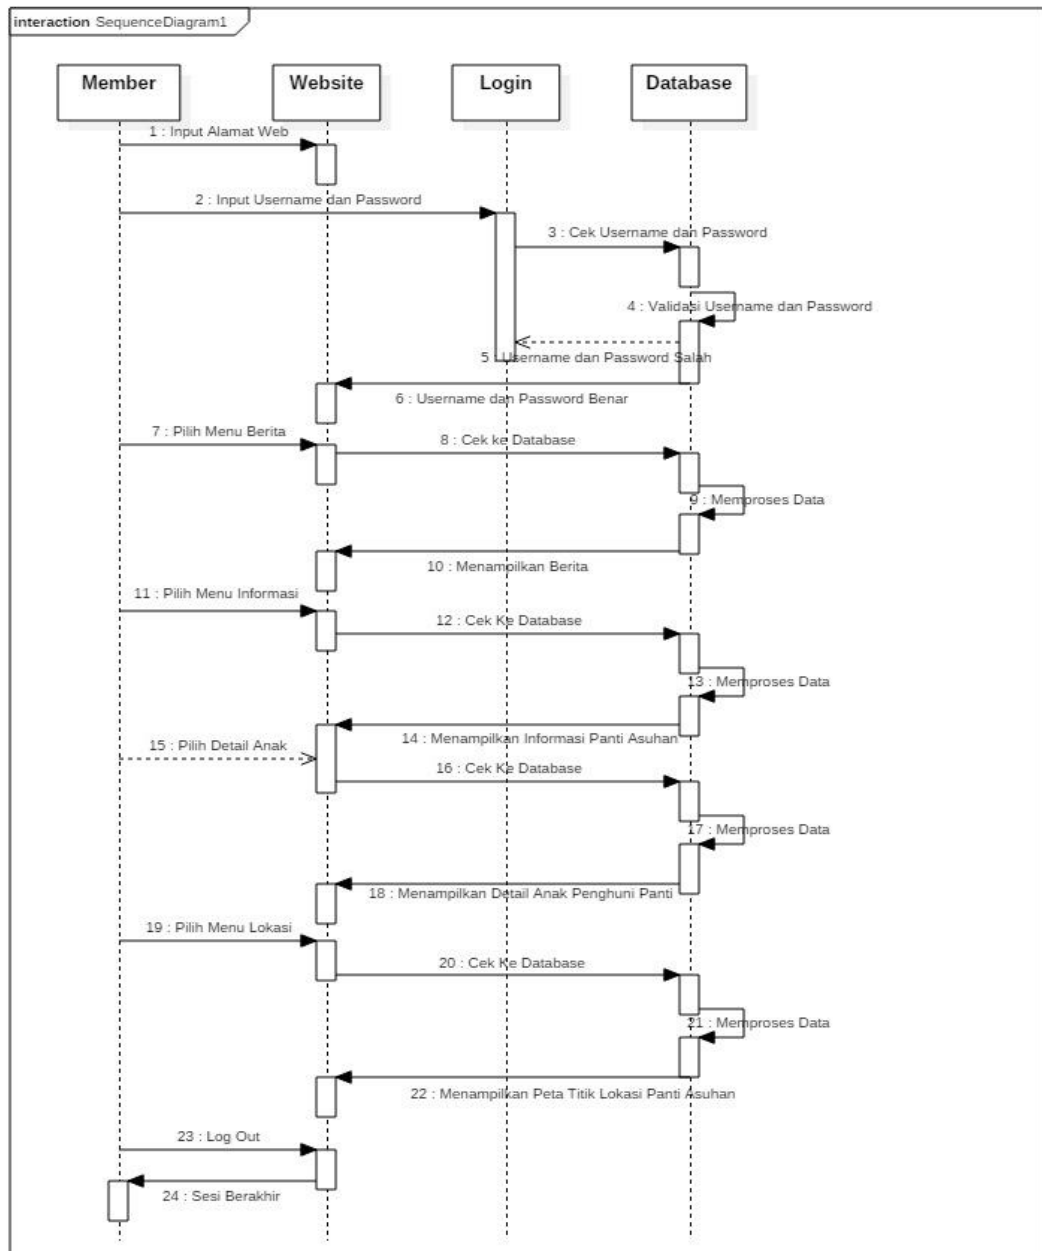 interaction SequenceDiagram1
Member
Website
Login
Database
1 : Input Alamat Web
2 : Input Username dan Password
3 : Cek Username dan Password
4 : Validasi Username dan Password
5 : Username dan Password Salah
6 : Username dan Password Benar
7 : Pilih Menu Berita
8 : Cek ke Database
9 : Memproses Data
10 : Menampilkan Berita
11 : Pilih Menu Informasi
12 : Cek Ke Database
13 : Memproses Data
14 : Menampilkan Informasi Panti Asuhan
15 : Pilih Detail Anak
16 : Cek Ke Database
17 : Memproses Data
18 : Menampilkan Detail Anak Penghuni Panti
19 : Pilih Menu Lokasi
20 : Cek Ke Database
21 : Memproses Data
22 : Menampilkan Peta Titik Lokasi Panti Asuhan
23 : Log Out
24 : Sesi Berakhir